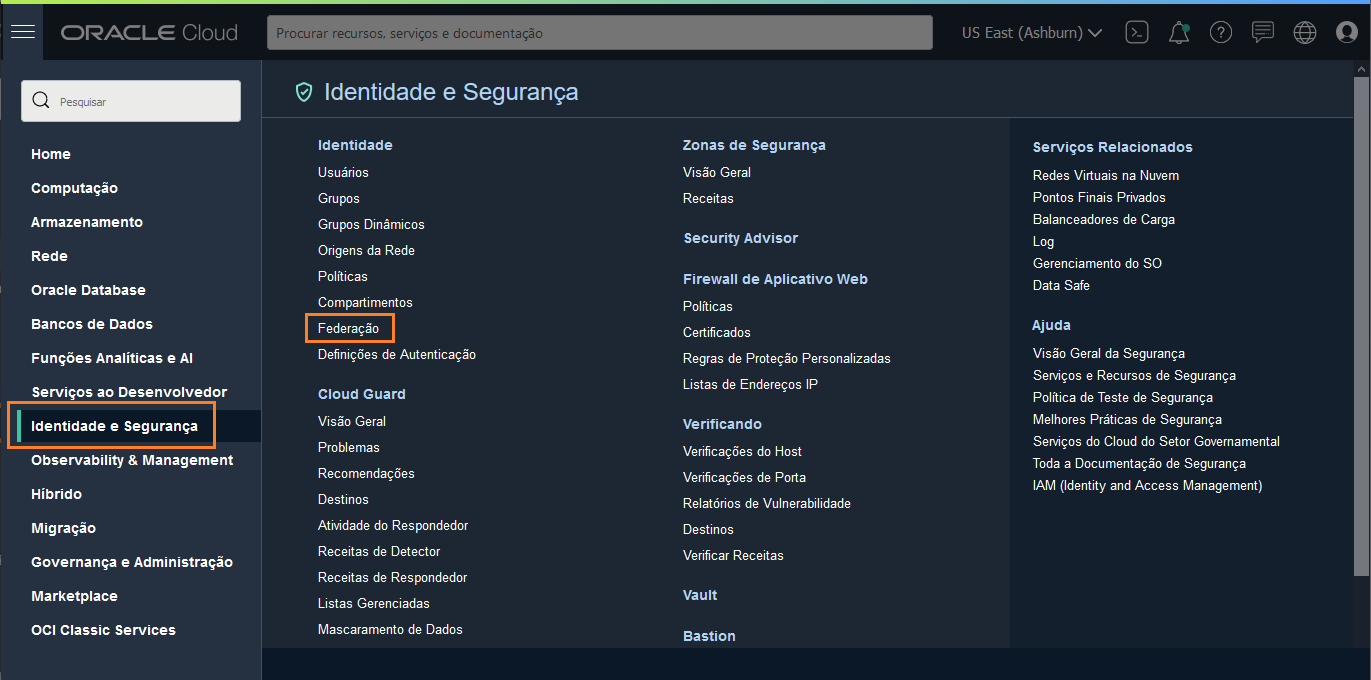 ORACLE Cloud
Procurar recursos, serviços e documentação
US East (Ashburn)
Pesquisar
Home
Computação
Armazenamento
Rede
Oracle Database
Bancos de Dados
Funções Analíticas e AI
Serviços ao Desenvolvedor
Identidade e Segurança
Observability & Management
Híbrido
Migração
Governança e Administração
Marketplace
OCI Classic Services
Identidade e Segurança
Identidade
Usuários
Grupos
Grupos Dinâmicos
Origens da Rede
Políticas
Compartimentos
Federação
Definições de Autenticação
Cloud Guard
Visão Geral
Problemas
Recomendações
Destinos
Atividade do Respondedor
Receitas de Detector
Receitas de Respondedor
Listas Gerenciadas
Mascaramento de Dados
Zonas de Segurança
Visão Geral
Receitas
Security Advisor
Firewall de Aplicativo Web
Políticas
Certificados
Regras de Proteção Personalizadas
Listas de Endereços IP
Verificando
Verificações do Host
Verificações de Porta
Relatórios de Vulnerabilidade
Destinos
Verificar Receitas
Vault
Bastion
Serviços Relacionados
Redes Virtuais na Nuvem
Pontos Finais Privados
Balanceadores de Carga
Log
Gerenciamento do SO
Data Safe
Ajuda
Visão Geral da Segurança
Serviços e Recursos de Segurança
Política de Teste de Segurança
Melhores Práticas de Segurança
Serviços do Cloud do Setor Governamental
Toda a Documentação de Segurança
IAM (Identity and Access Management)